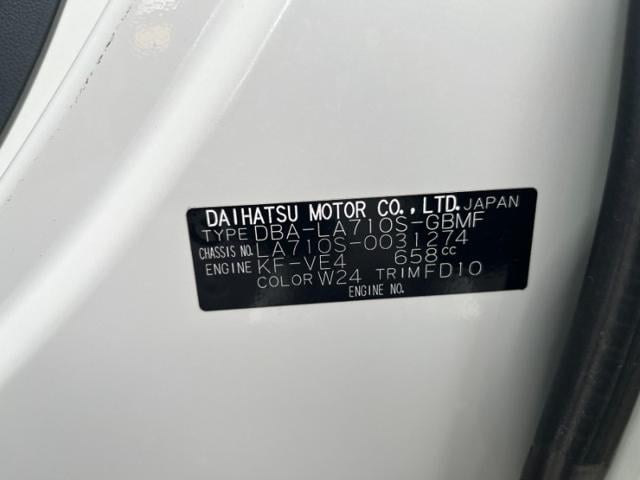 DAIHATSU MOTOR CO., LTD. JAPAN
TYPE DBA-LA710S-GBMF
CHASSIS NO. LA710S-0031274
ENGINE KF-VE4 658cc
COLOR W24 TRIM FD10
ENGINE NO.